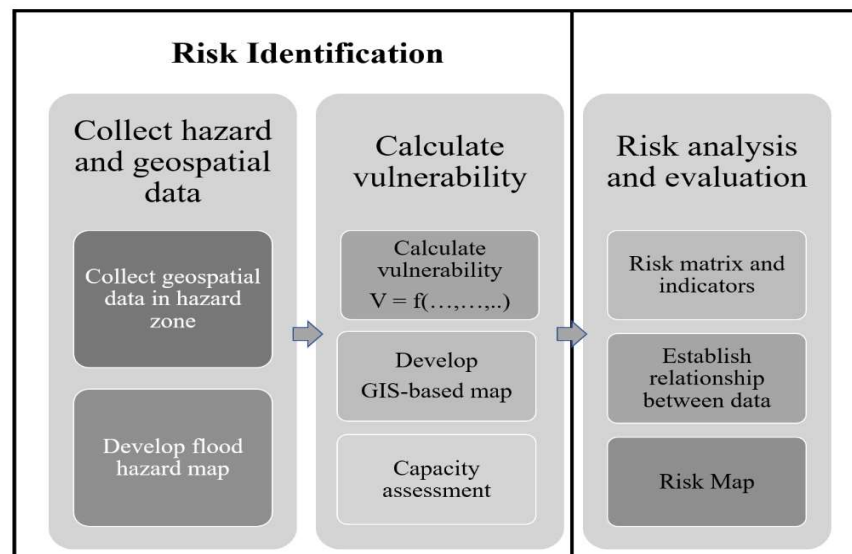 Risk Identification
Collect hazard
and geospatial
data
Collect geospatial
data in hazard
zone
Develop flood
hazard map
Calculate
vulnerability
Calculate
vulnerability
V = f(…,…,..)
Develop
GIS-based map
Capacity
assessment
Risk analysis
and evaluation
Risk matrix and
indicators
Establish
relationship
between data
Risk Map